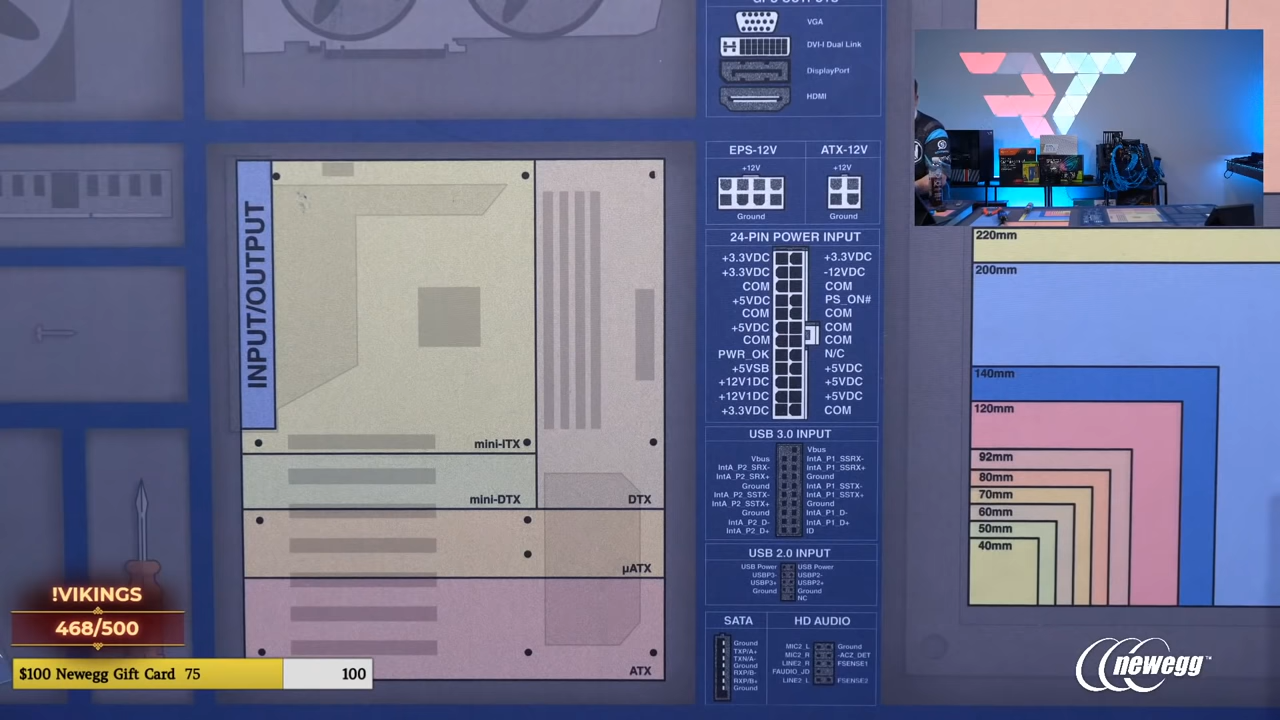 GPU OUTPUTS
VGA
DVI-I Dual Link
DisplayPort
HDMI
EPS-12V
ATX-12V
+12V
+12V
Ground
Ground
24-PIN POWER INPUT
+3.3VDC +3.3VDC
+3.3VDC -12VDC
COM COM
+5VDC PS_ON#
COM COM
+5VDC COM
COM COM
PWR_OK N/C
+5VSB +5VDC
+12V1DC +5VDC
+12V1DC +5VDC
+3.3VDC COM
USB 3.0 INPUT
Vbus
Vbus IntA_P1_SSRX-
IntA_P2_SRX- IntA_P1_SSRX+
IntA_P2_SRX+ Ground
Ground IntA_P1_SSTX-
IntA_P2_SSTX- IntA_P1_SSTX+
IntA_P2_SSTX+ Ground
Ground IntA_P1_D-
IntA_P2_D- IntA_P1_D+
IntA_P2_D+ ID
USB 2.0 INPUT
USB Power USB Power
USBP3- USBP2-
USBP3+ USBP2+
Ground Ground
NC
SATA
Ground
TXP/A+
TXN/A-
Ground
RXP/B-
RXP/B+
Ground
HD AUDIO
MIC2_L Ground
MIC2_R -ACZ_DET
LINE2_R FSENSE1
FAUDIO_JD
LINE2_L FSENSE2
INPUT/OUTPUT
mini-ITX
mini-DTX
DTX
µATX
ATX
220mm
200mm
140mm
120mm
92mm
80mm
70mm
60mm
50mm
40mm
!VIKINGS
468/500
$100 Newegg Gift Card 75
100
newegg